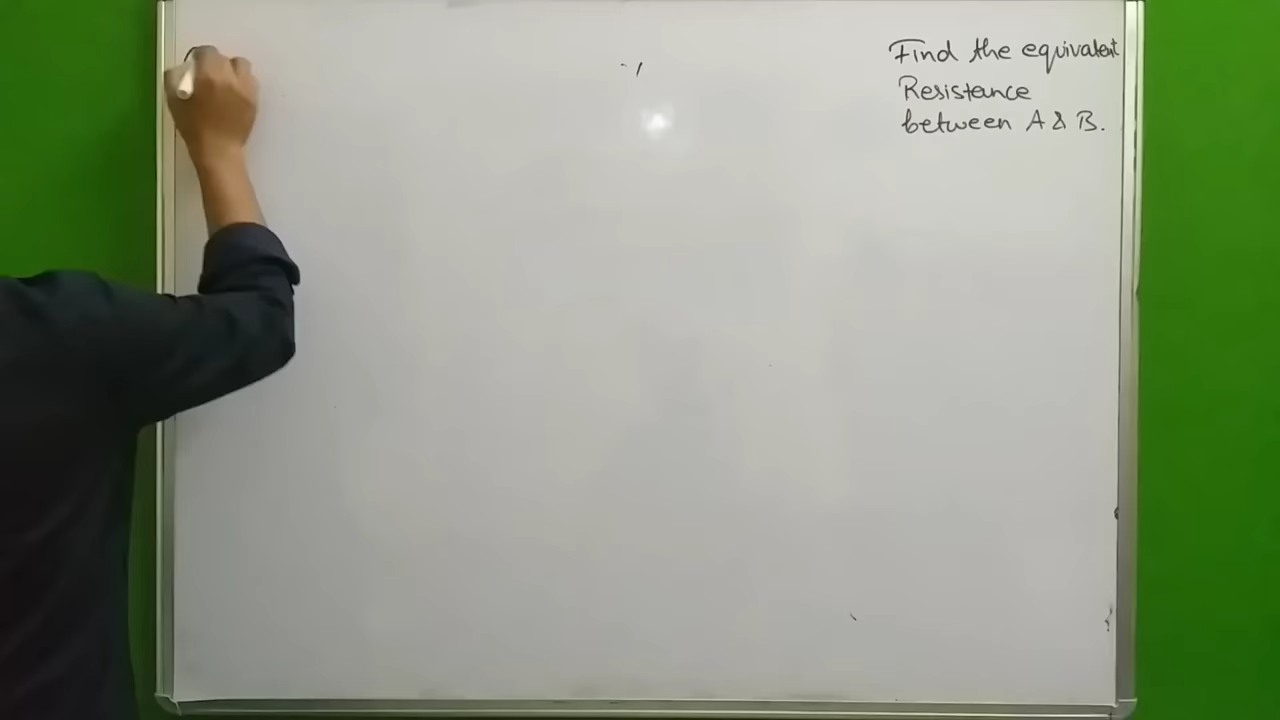 Find the equivalent
Resistance
between A & B.